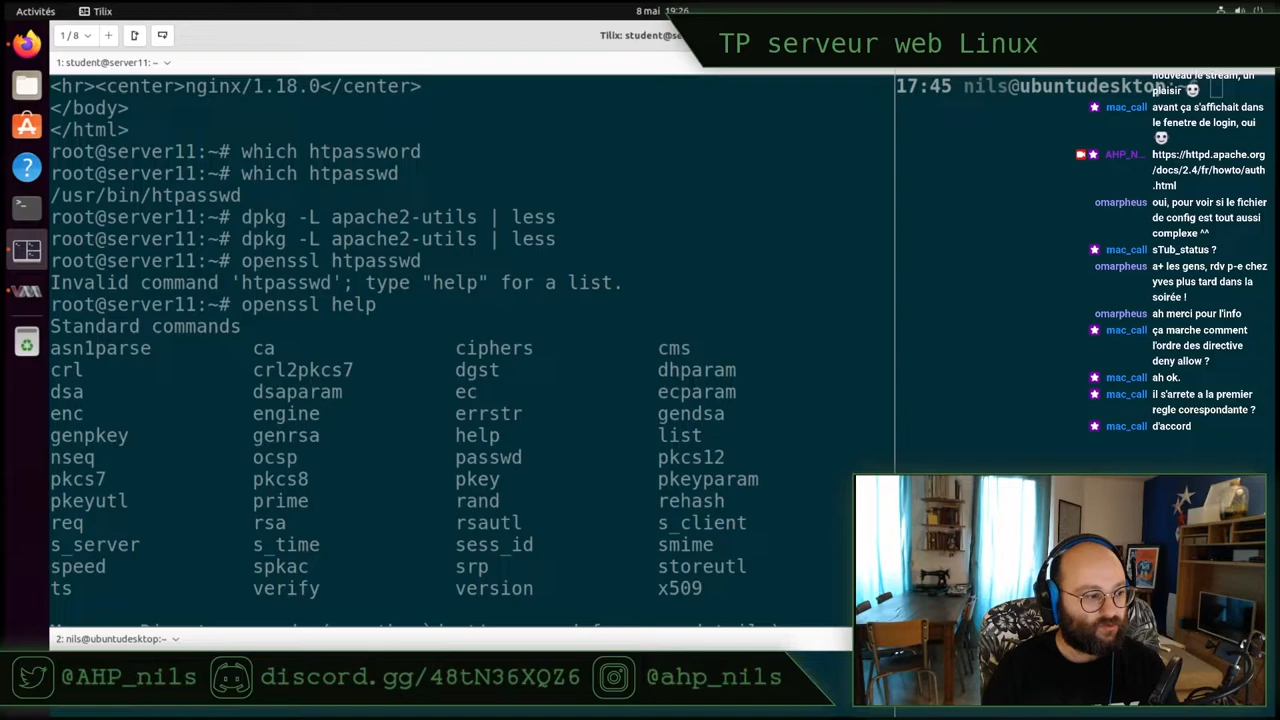 Activités
Tilix
8 mai 19:26
TP serveur web Linux
1/8
Tilix: student@se
1: student@server11: ~
<hr><center>nginx/1.18.0</center>
</body>
</html>
root@server11:~# which htpassword
root@server11:~# which htpasswd
/usr/bin/htpasswd
root@server11:~# dpkg -L apache2-utils | less
root@server11:~# dpkg -L apache2-utils | less
root@server11:~# openssl htpasswd
Invalid command 'htpasswd'; type "help" for a list.
root@server11:~# openssl help
Standard commands
asn1parse ca ciphers cms
crl crl2pkcs7 dgst dhparam
dsa dsaparam ec ecparam
enc engine errstr gendsa
genpkey genrsa help list
nseq ocsp passwd pkcs12
pkcs7 pkcs8 pkey pkeyparam
pkeyutl prime rand rehash
req rsa rsautl s_client
s_server s_time sess_id smime
speed spkac srp storeutl
ts verify version x509
2: nils@ubuntudesktop:~
17:45 nils@ubuntudesktop:~
nouveau le stream, un
plaisir
mac_call avant ça s'affichait dans
le fenetre de login, oui
AHP_N... https://httpd.apache.org
/docs/2.4/fr/howto/auth
.html
omarpheus oui, pour voir si le fichier
de config est tout aussi
complexe ^^
mac_call sTub_status ?
omarpheus a+ les gens, rdv p-e chez
yves plus tard dans la
soirée !
omarpheus ah merci pour l'info
mac_call ça marche comment
l'ordre des directive
deny allow ?
mac_call ah ok.
mac_call il s'arrete a la premier
regle corespondante ?
mac_call d'accord
@AHP_nils
discord.gg/48tN36XQZ6
@ahp_nils